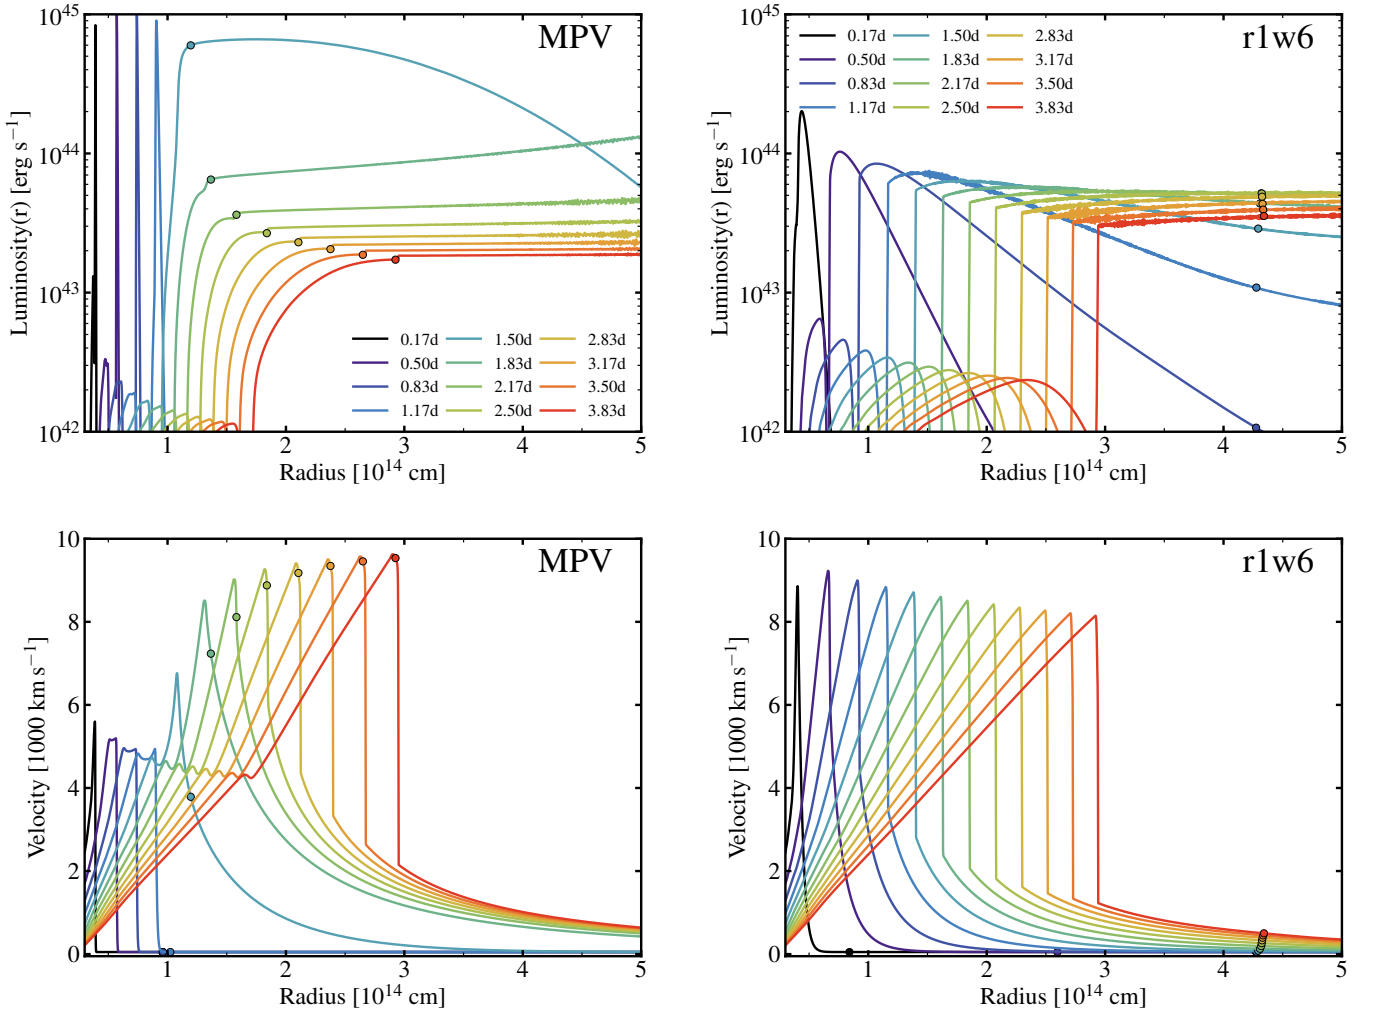 MPV
10^45
10^44
10^43
10^42
Luminosity(r) [erg s^−1]
0.17d 1.50d 2.83d
0.50d 1.83d 3.17d
0.83d 2.17d 3.50d
1.17d 2.50d 3.83d
1 2 3 4 5
Radius [10^14 cm]
r1w6
10^45
10^44
10^43
10^42
Luminosity(r) [erg s^−1]
0.17d 1.50d 2.83d
0.50d 1.83d 3.17d
0.83d 2.17d 3.50d
1.17d 2.50d 3.83d
1 2 3 4 5
Radius [10^14 cm]
MPV
10
8
6
4
2
0
Velocity [1000 km s^−1]
1 2 3 4 5
Radius [10^14 cm]
r1w6
10
8
6
4
2
0
Velocity [1000 km s^−1]
1 2 3 4 5
Radius [10^14 cm]